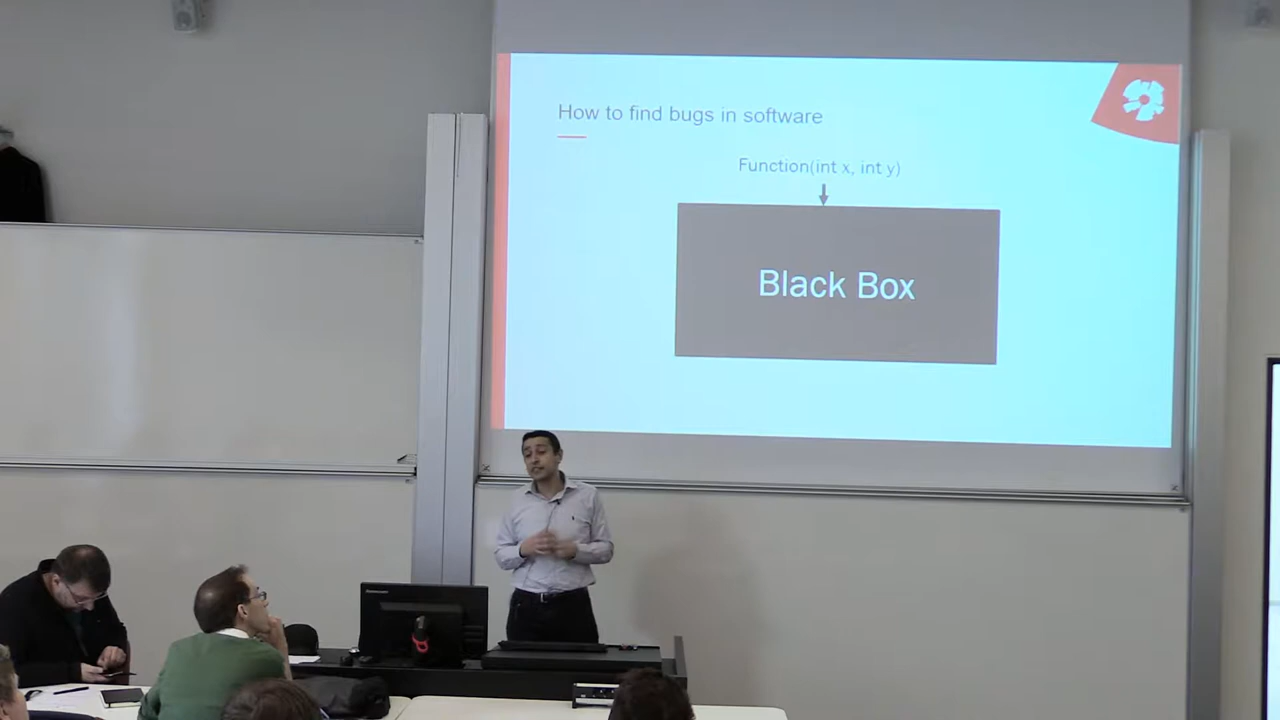 How to find bugs in software
Function(int x, int y)
Black Box